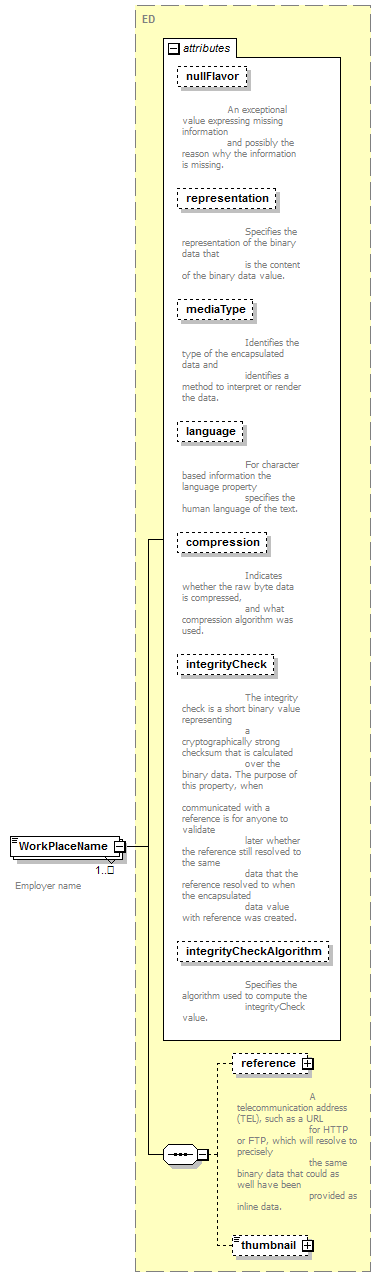 ED
attributes
nullFlavor
An exceptional
value expressing missing
information
and possibly the
reason why the information
is missing.
representation
Specifies the
representation of the binary
data that
is the content
of the binary data value.
mediaType
Identifies the
type of the encapsulated
data and
identifies a
method to interpret or render
the data.
language
For character
based information the
language property
specifies the
human language of the text.
compression
Indicates
whether the raw byte data
is compressed,
and what
compression algorithm was
used.
integrityCheck
The integrity
check is a short binary value
representing
a
cryptographically strong
checksum that is calculated
over the
binary data. The purpose of
this property, when
communicated with a
reference is for anyone to
validate
later whether
the reference still resolved to
the same
data that the
reference resolved to when
the encapsulated
data value
with reference was created.
WorkPlaceName
1..□
Employer name
integrityCheckAlgorithm
Specifies the
algorithm used to compute the
integrityCheck
value.
reference
A
telecommunication address
(TEL), such as a URL
for HTTP
or FTP, which will resolve to
precisely
the same
binary data that could as
well have been
provided as
inline data.
thumbnail